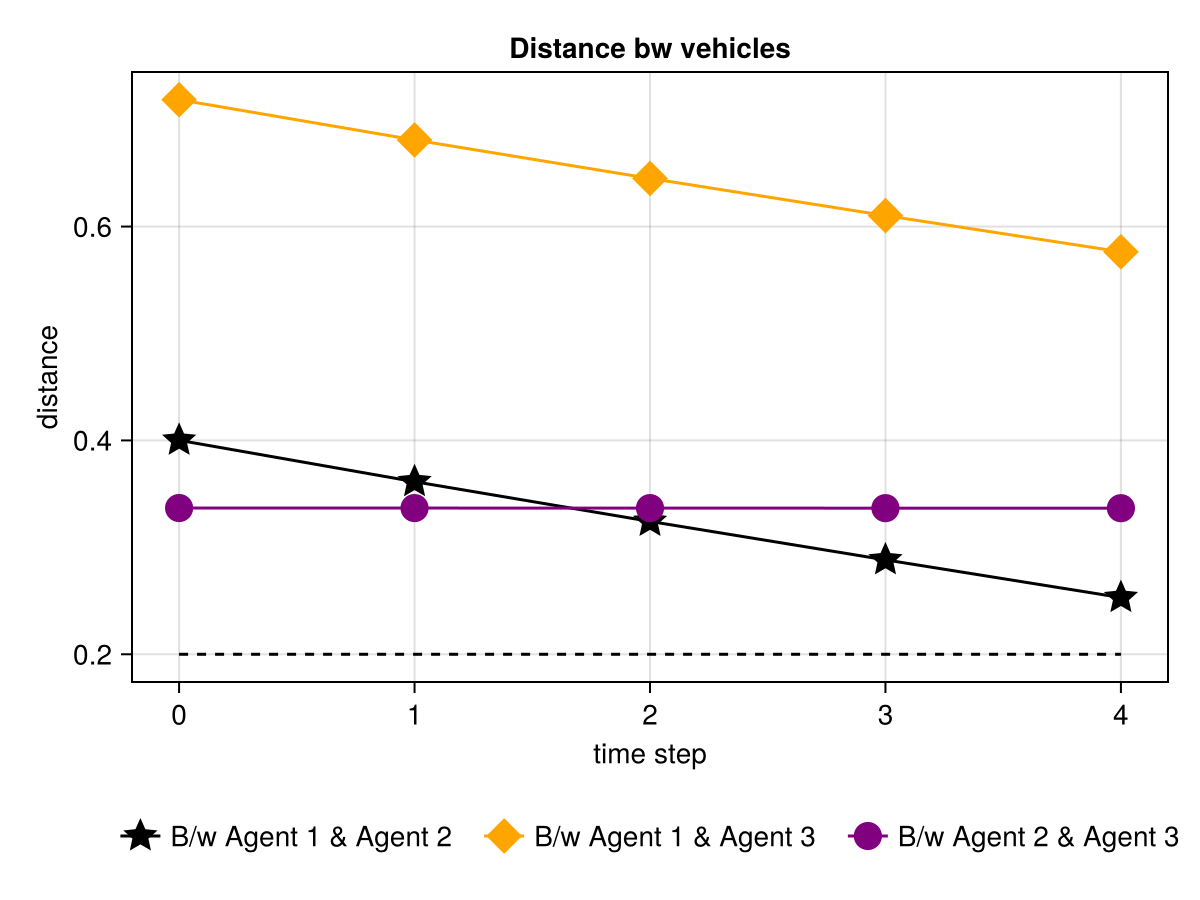 Distance bw vehicles
distance
0.6
0.4
0.2
0 1 2 3 4
time step
B/w Agent 1 & Agent 2 B/w Agent 1 & Agent 3 B/w Agent 2 & Agent 3